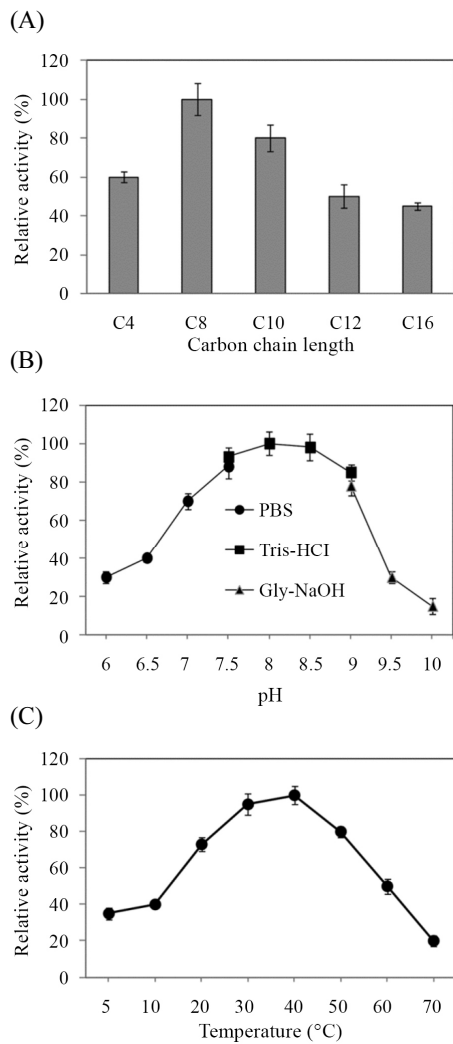 (A)
Relative activity (%)
120
100
80
60
40
20
0
C4 C8 C10 C12 C16
Carbon chain length
(B)
Relative activity (%)
120
100
80
60
40
20
0
PBS
Tris-HCI
Gly-NaOH
6 6.5 7 7.5 8 8.5 9 9.5 10
pH
(C)
Relative activity (%)
120
100
80
60
40
20
0
5 10 20 30 40 50 60 70
Temperature (°C)